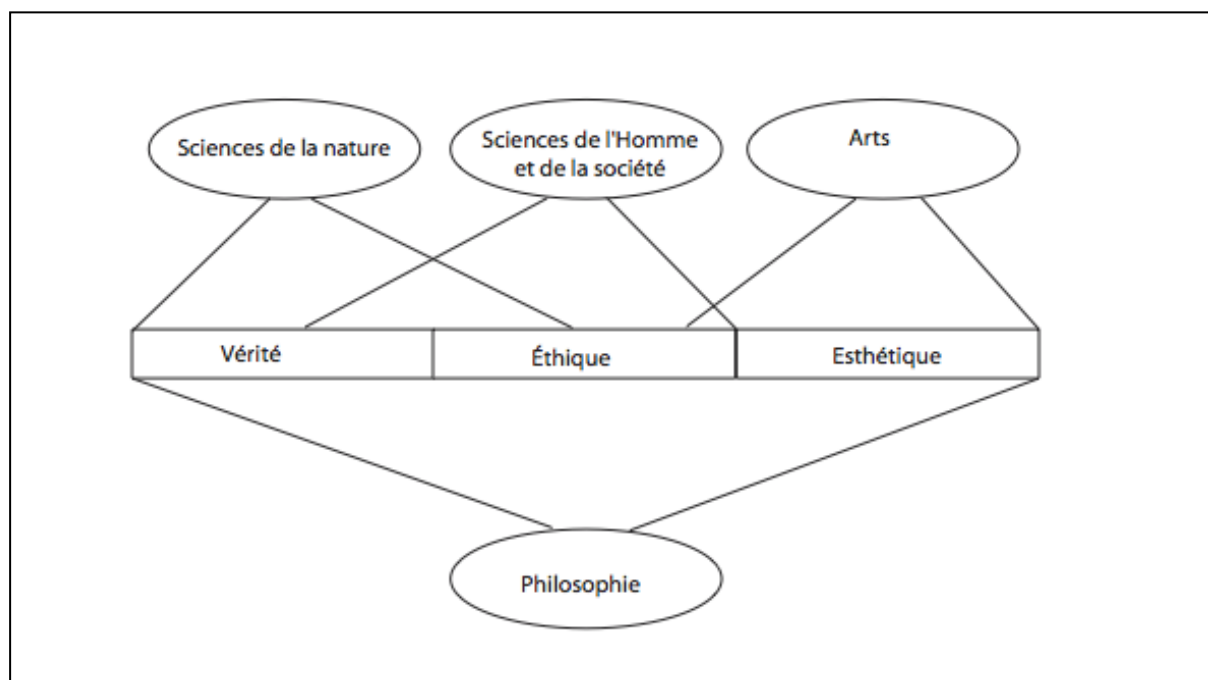 Sciences de la nature
Sciences de l'Homme
et de la société
Arts
Vérité
Éthique
Esthétique
Philosophie